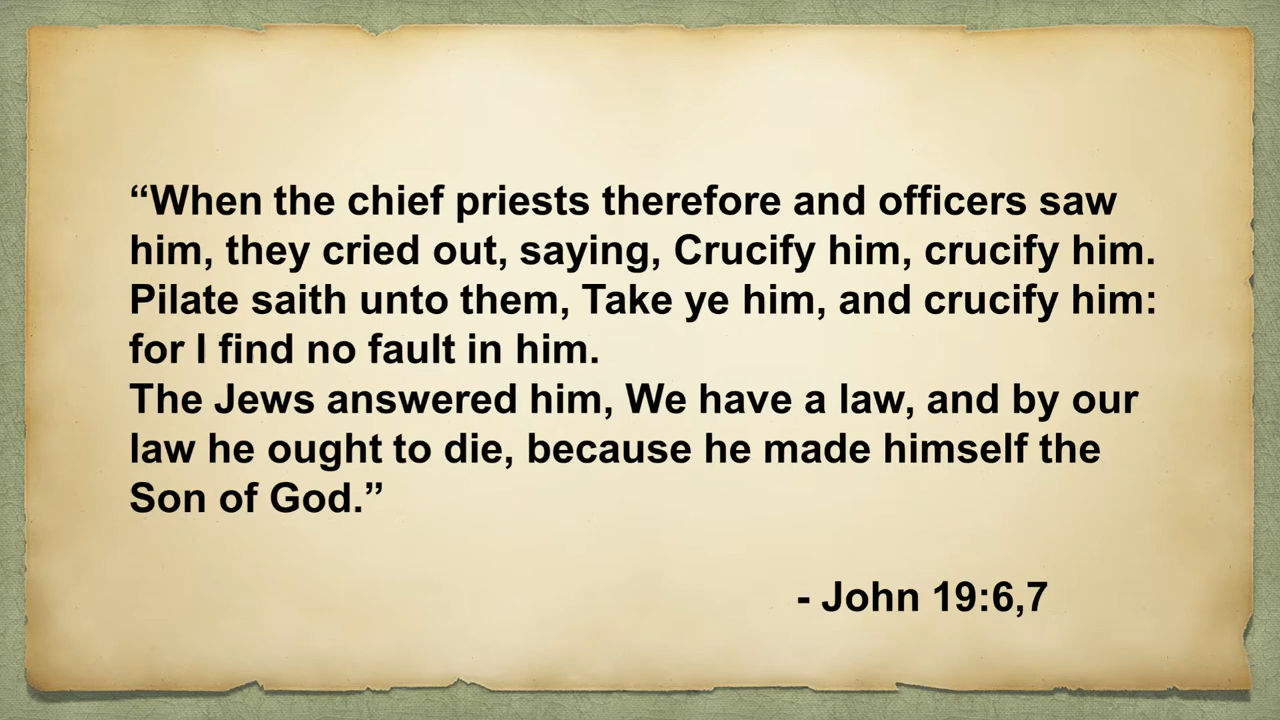 “When the chief priests therefore and officers saw
him, they cried out, saying, Crucify him, crucify him.
Pilate saith unto them, Take ye him, and crucify him:
for I find no fault in him.
The Jews answered him, We have a law, and by our
law he ought to die, because he made himself the
Son of God.”
- John 19:6,7